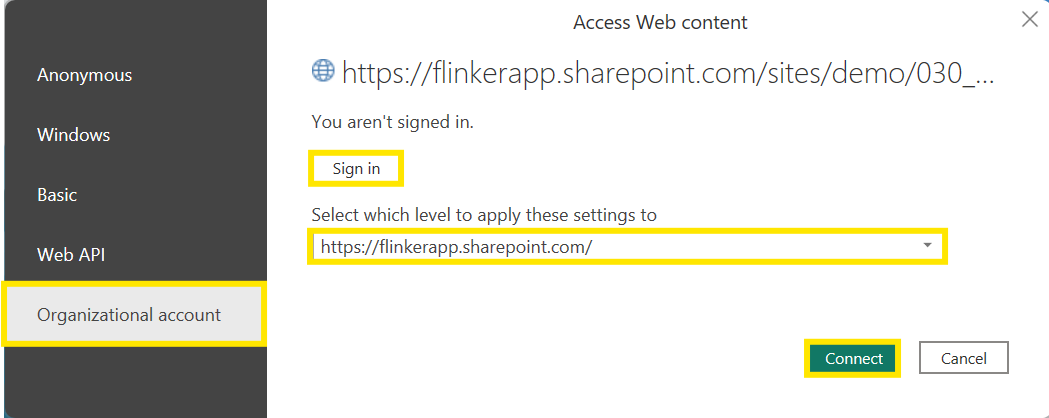 Access Web content
Anonymous
Windows
Basic
Web API
Organizational account
https://flinkerapp.sharepoint.com/sites/demo/030_...
You aren't signed in.
Sign in
Select which level to apply these settings to
https://flinkerapp.sharepoint.com/
Connect
Cancel